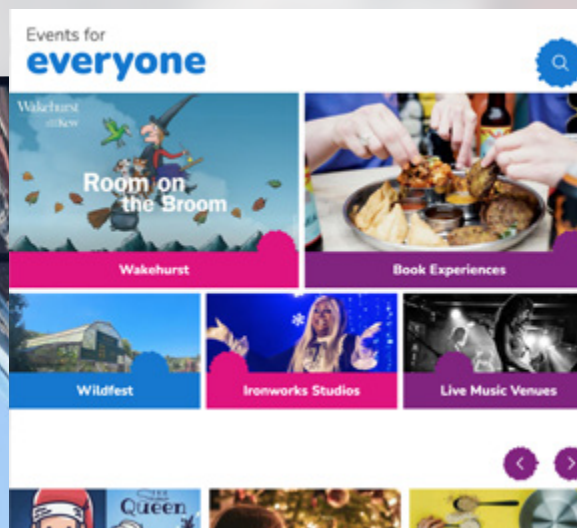 Events for
everyone
Wakehurst
Kew
Room on
the Broom
Wakehurst
Book Experiences
Wildfest
Ironworks Studios
Live Music Venues
Queen